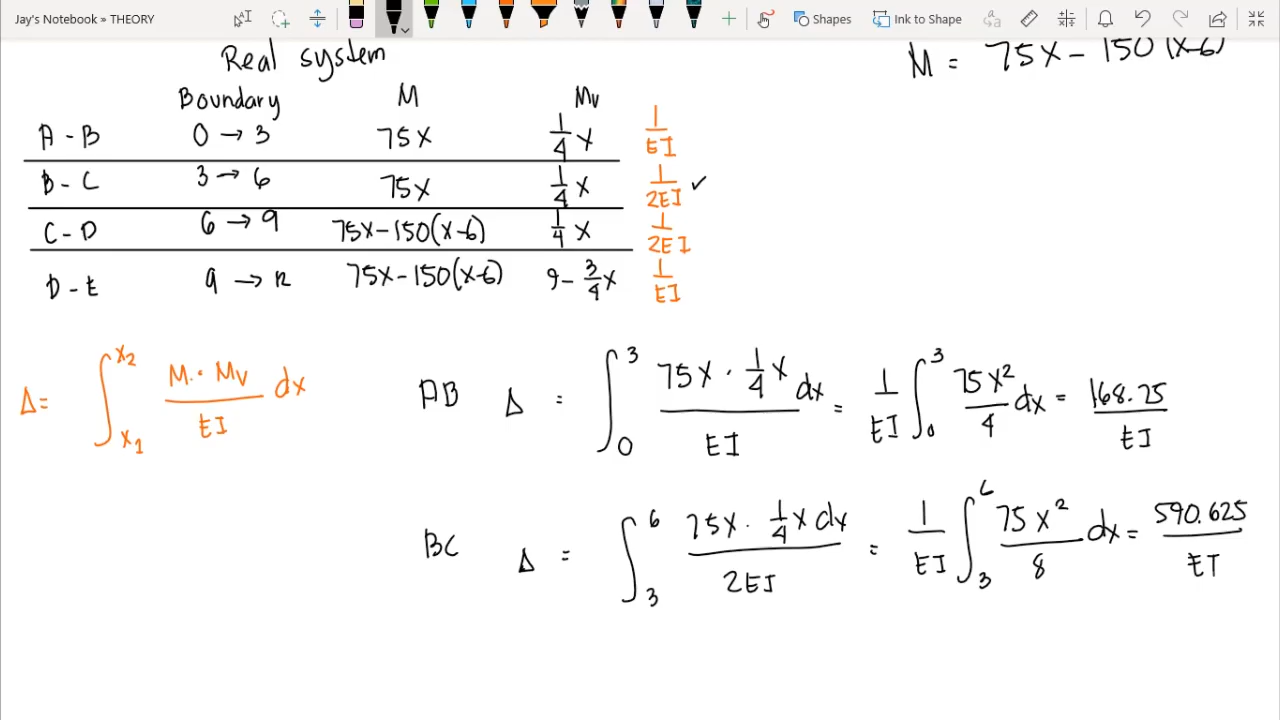 Jay's Notebook » THEORY
Shapes
Ink to Shape
Real system
M = 75X - 150(X-6)
Boundary M Mv
A - B 0 → 3 75X 1/4 X 1/EI
B - C 3 → 6 75X 1/4 X 1/2EI ✓
C - D 6 → 9 75X-150(X-6) 1/4 X 1/2EI
D - E 9 → 12 75X-150(X-6) 9 - 3/4 X 1/EI
Δ = ∫_{X1}^{X2} M · Mv / EI dx
AB Δ = ∫_0^3 75X · 1/4 X dx / EI = 1/EI ∫_0^3 75X² / 4 dx = 168.75 / EI
BC Δ = ∫_3^6 75X · 1/4 X dx / 2EI = 1/EI ∫_3^6 75X² / 8 dx = 590.625 / EI